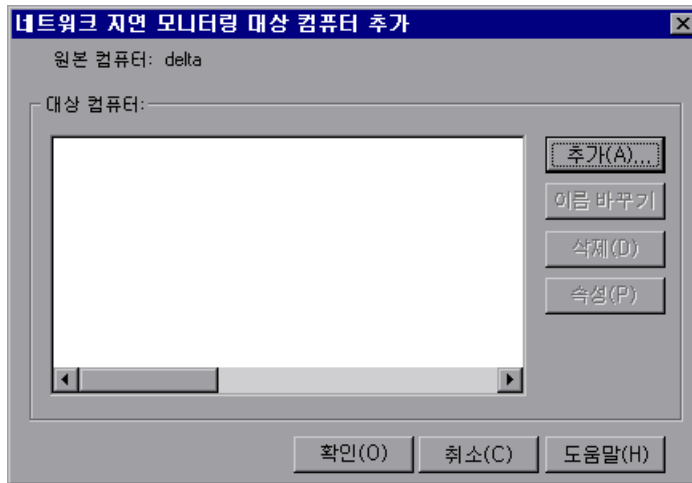 네트워크 지연 모니터링 대상 컴퓨터 추가
원본 컴퓨터: delta
대상 컴퓨터:
추가(A)...
이름 바꾸기
삭제(D)
속성(P)
확인(O) 취소(C) 도움말(H)